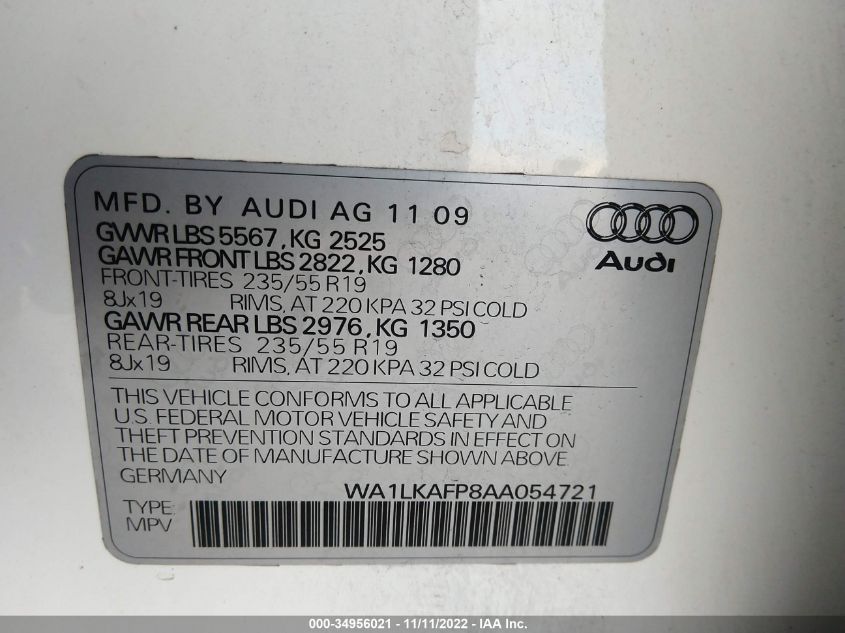 MFD. BY AUDI AG 11 09
GVWR LBS 5567, KG 2525
GAWR FRONT LBS 2822, KG 1280
FRONT-TIRES 235/55 R19
8Jx19 RIMS, AT 220 KPA 32 PSI COLD
GAWR REAR LBS 2976, KG 1350
REAR-TIRES 235/55 R19
8Jx19 RIMS, AT 220 KPA 32 PSI COLD
Audi
THIS VEHICLE CONFORMS TO ALL APPLICABLE
U.S. FEDERAL MOTOR VEHICLE SAFETY AND
THEFT PREVENTION STANDARDS IN EFFECT ON
THE DATE OF MANUFACTURE SHOWN ABOVE.
GERMANY
WA1LKAFP8AA054721
TYPE:
MPV
000-34956021 - 11/11/2022 - IAA Inc.